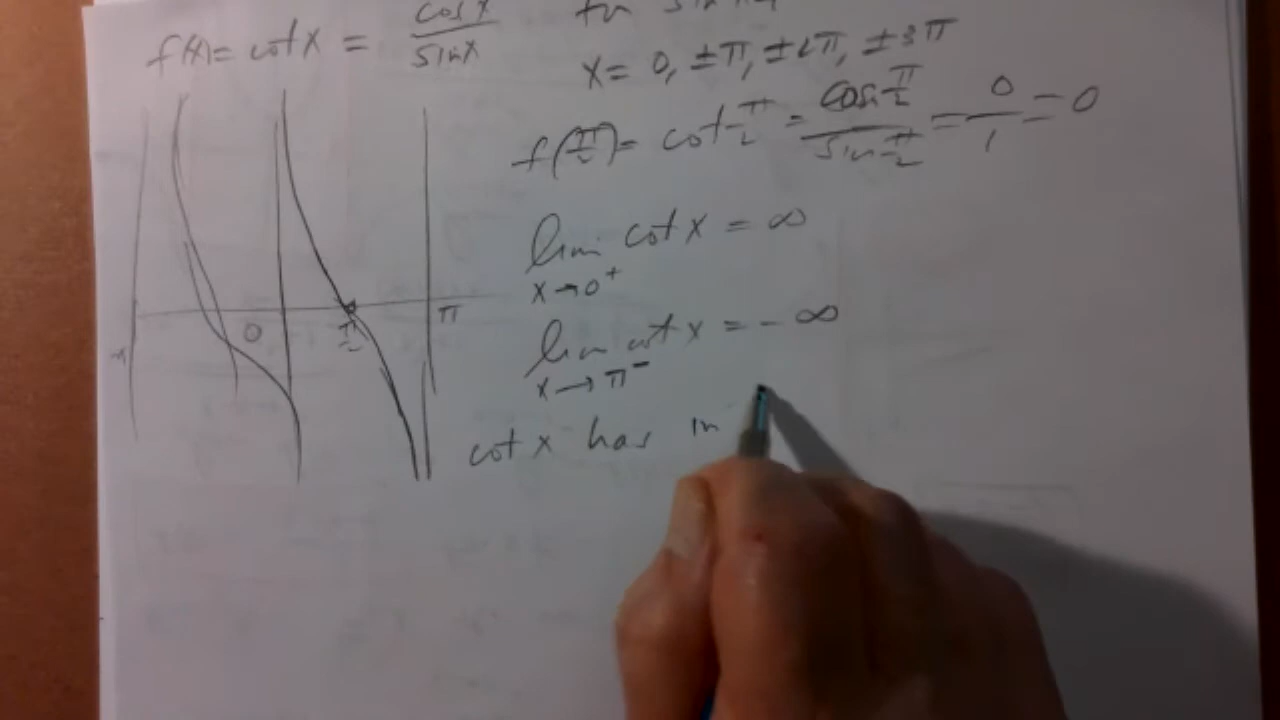 f(x) = cot x = cos x / sin x
x = 0, ±π, ±2π, ±3π
f(π/2) = cot π/2 = cos π/2 / sin π/2 = 0/1 = 0
lim x→0⁺ cot x = ∞
lim x→π⁻ cot x = -∞
0 π/2 π
cot x has in